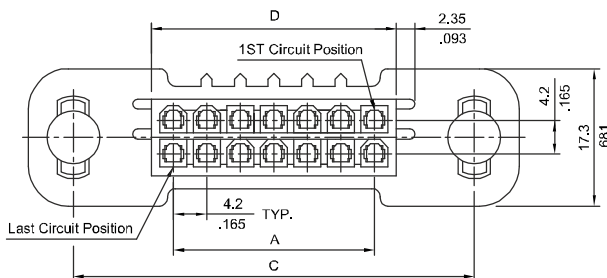 D
2.35
.093
1ST Circuit Position
4.2
.165
17.3
681
Last Circuit Position
4.2
.165
TYP.
A
C